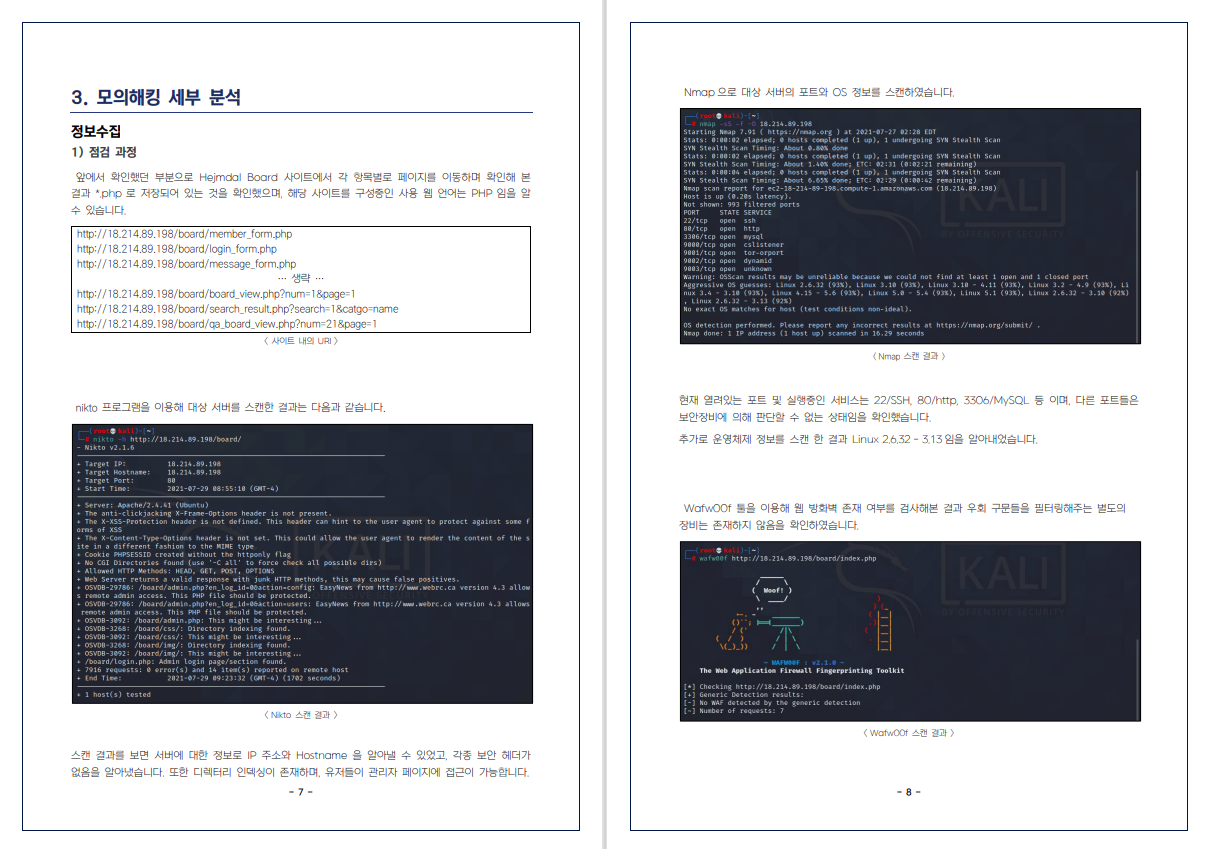 3. 모의해킹 세부 분석
정보수집
1) 점검 과정
앞에서 확인했던 부분으로 Hejmdal Board 사이트에서 각 항목별로 페이지를 이동하며 확인해 본
결과 *.php 로 저장되어 있는 것을 확인했으며, 해당 사이트를 구성중인 사용 웹 언어는 PHP 임을 알
수 있습니다.
http://18.214.89.198/board/member_form.php
http://18.214.89.198/board/login_form.php
http://18.214.89.198/board/message_form.php
… 생략 …
http://18.214.89.198/board/board_view.php?num=1&page=1
http://18.214.89.198/board/search_result.php?search=1&catgo=name
http://18.214.89.198/board/qa_board_view.php?num=21&page=1
〈 사이트 내의 URI 〉
nikto 프로그램을 이용해 대상 서버를 스캔한 결과는 다음과 같습니다.
(root kali)-[~]
# nikto -h http://18.214.89.198/board/
- Nikto v2.1.6
+ Target IP: 18.214.89.198
+ Target Hostname: 18.214.89.198
+ Target Port: 80
+ Start Time: 2021-07-29 08:55:10 (GMT-4)
+ Server: Apache/2.4.41 (Ubuntu)
+ The anti-clickjacking X-Frame-Options header is not present.
+ The X-XSS-Protection header is not defined. This header can hint to the user agent to protect against some f
orms of XSS
+ The X-Content-Type-Options header is not set. This could allow the user agent to render the content of the s
ite in a different fashion to the MIME type
+ Cookie PHPSESSID created without the httponly flag
+ No CGI Directories found (use '-C all' to force check all possible dirs)
+ Allowed HTTP Methods: HEAD, GET, POST, OPTIONS
+ Web Server returns a valid response with junk HTTP methods, this may cause false positives.
+ OSVDB-29786: /board/admin.php?en_log_id=0&action=config: EasyNews from http://www.webrc.ca version 4.3 allow
s remote admin access. This PHP file should be protected.
+ OSVDB-29786: /board/admin.php?en_log_id=0&action=users: EasyNews from http://www.webrc.ca version 4.3 allows
remote admin access. This PHP file should be protected.
+ OSVDB-3092: /board/admin.php: This might be interesting...
+ OSVDB-3268: /board/css/: Directory indexing found.
+ OSVDB-3092: /board/css/: This might be interesting...
+ OSVDB-3268: /board/img/: Directory indexing found.
+ OSVDB-3092: /board/img/: This might be interesting...
+ /board/login.php: Admin login page/section found.
+ 7916 requests: 0 error(s) and 14 item(s) reported on remote host
+ End Time: 2021-07-29 09:23:32 (GMT-4) (1702 seconds)
+ 1 host(s) tested
〈 Nikto 스캔 결과 〉
스캔 결과를 보면 서버에 대한 정보로 IP 주소와 Hostname 을 알아낼 수 있었고, 각종 보안 헤더가
없음을 알아냈습니다. 또한 디렉터리 인덱싱이 존재하며, 유저들이 관리자 페이지에 접근이 가능합니다.
- 7 -
Nmap 으로 대상 서버의 포트와 OS 정보를 스캔하였습니다.
(root kali)-[~]
# nmap -sS -f -O 18.214.89.198
Starting Nmap 7.91 ( https://nmap.org ) at 2021-07-27 02:28 EDT
Stats: 0:00:02 elapsed; 0 hosts completed (1 up), 1 undergoing SYN Stealth Scan
SYN Stealth Scan Timing: About 0.80% done
Stats: 0:00:02 elapsed; 0 hosts completed (1 up), 1 undergoing SYN Stealth Scan
SYN Stealth Scan Timing: About 1.40% done; ETC: 02:31 (0:02:21 remaining)
Stats: 0:00:04 elapsed; 0 hosts completed (1 up), 1 undergoing SYN Stealth Scan
SYN Stealth Scan Timing: About 6.65% done; ETC: 02:29 (0:00:42 remaining)
Nmap scan report for ec2-18-214-89-198.compute-1.amazonaws.com (18.214.89.198)
Host is up (0.20s latency).
Not shown: 993 filtered ports
PORT STATE SERVICE
22/tcp open ssh
80/tcp open http
3306/tcp open mysql
9000/tcp open cslistener
9001/tcp open tor-orport
9002/tcp open dynamid
9003/tcp open unknown
Warning: OSScan results may be unreliable because we could not find at least 1 open and 1 closed port
Aggressive OS guesses: Linux 2.6.32 (93%), Linux 3.10 (93%), Linux 3.10 - 4.11 (93%), Linux 3.2 - 4.9 (93%), Li
nux 3.4 - 3.10 (93%), Linux 4.15 - 5.6 (93%), Linux 5.0 - 5.4 (93%), Linux 5.1 (93%), Linux 2.6.32 - 3.10 (92%)
, Linux 2.6.32 - 3.13 (92%)
No exact OS matches for host (test conditions non-ideal).
OS detection performed. Please report any incorrect results at https://nmap.org/submit/ .
Nmap done: 1 IP address (1 host up) scanned in 16.29 seconds
KALI
BY OFFENSIVE SECURITY
〈 Nmap 스캔 결과 〉
현재 열려있는 포트 및 실행중인 서비스는 22/SSH, 80/http, 3306/MySQL 등 이며, 다른 포트들은
보안장비에 의해 판단할 수 없는 상태임을 확인했습니다.
추가로 운영체제 정보를 스캔 한 결과 Linux 2.6.32 - 3.13 임을 알아내었습니다.
Wafw00f 툴을 이용해 웹 방화벽 존재 여부를 검사해본 결과 우회 구문들을 필터링해주는 별도의
장비는 존재하지 않음을 확인하였습니다.
(root kali)-[~]
# wafw00f http://18.214.89.198/board/index.php
( Woof! )
~ WAFW00F : v2.1.0 ~
The Web Application Firewall Fingerprinting Toolkit
[*] Checking http://18.214.89.198/board/index.php
[+] Generic Detection results:
[-] No WAF detected by the generic detection
[~] Number of requests: 7
〈 Wafw00f 스캔 결과 〉
- 8 -